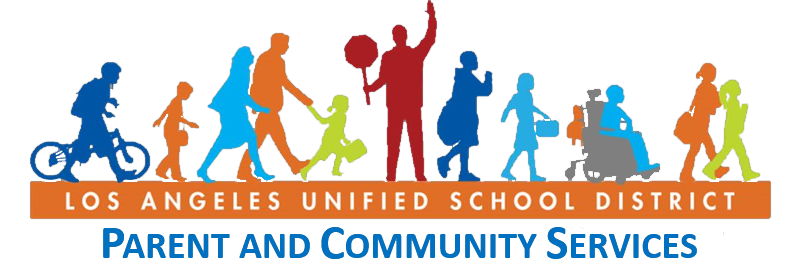 LOS ANGELES UNIFIED SCHOOL DISTRICT
PARENT AND COMMUNITY SERVICES